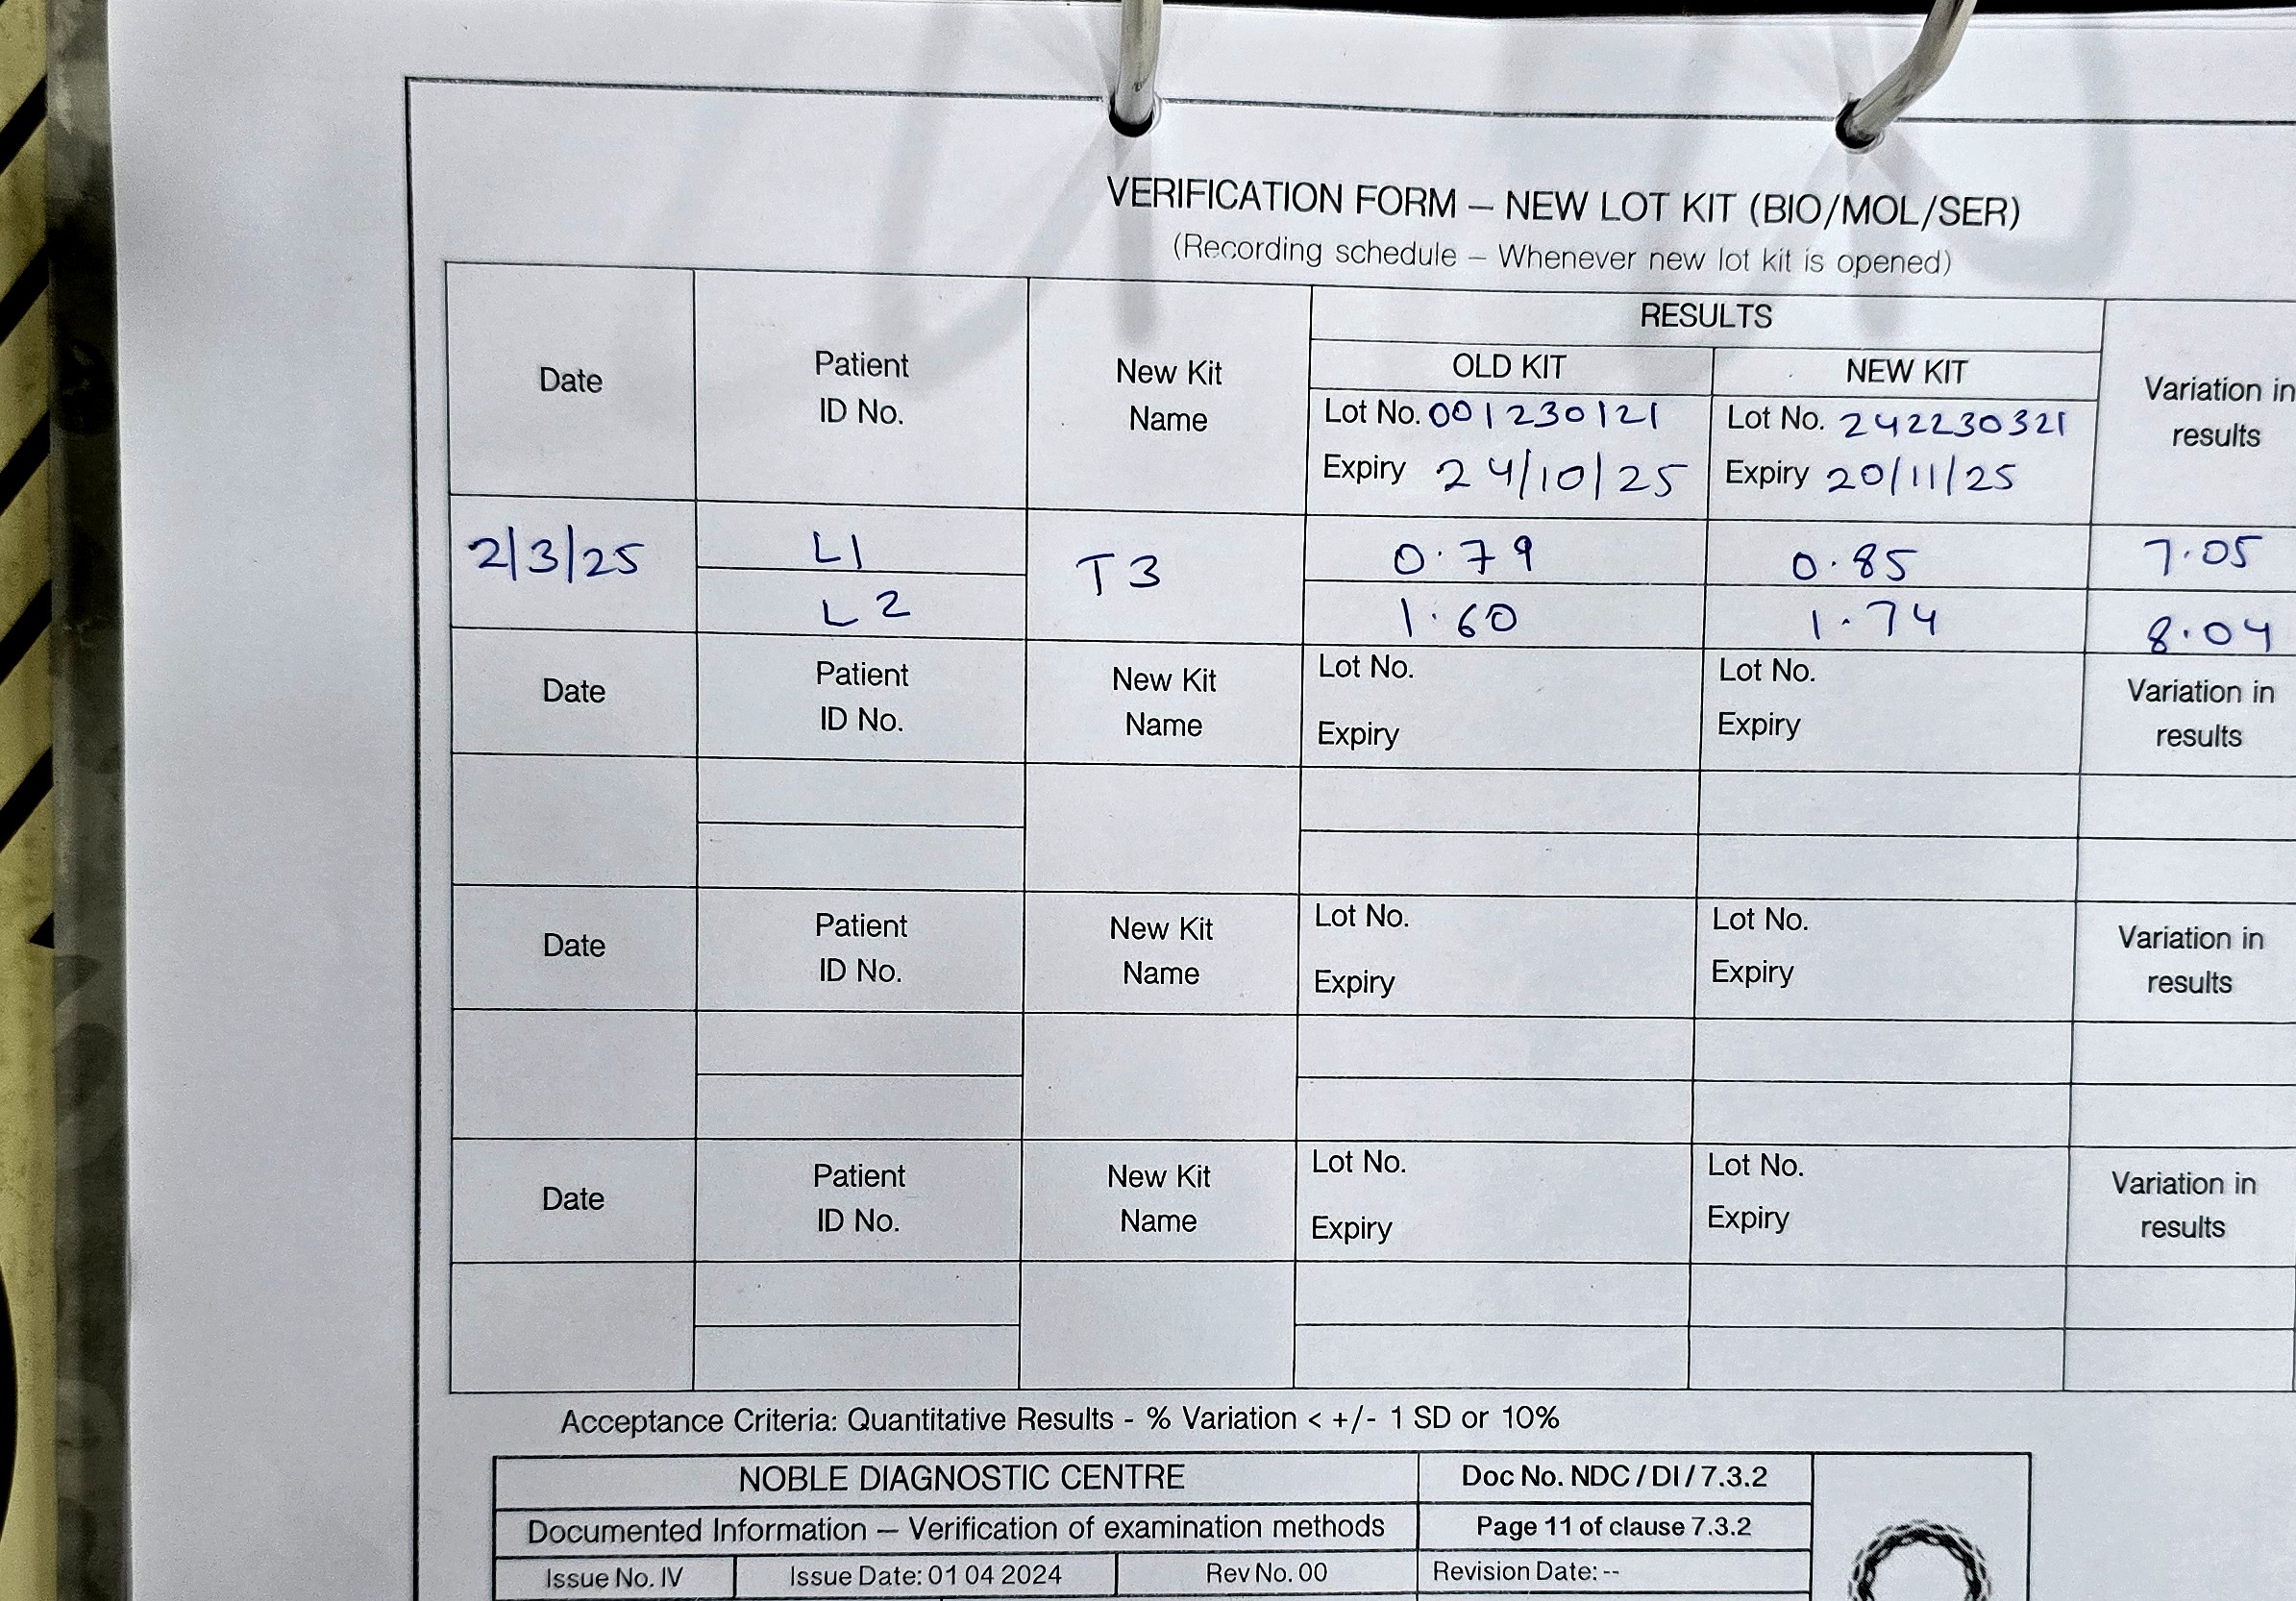 VERIFICATION FORM – NEW LOT KIT (BIO/MOL/SER)
(Recording schedule – Whenever new lot kit is opened)
Date
Patient
ID No.
New Kit
Name
RESULTS
OLD KIT
NEW KIT
Lot No. 001230121
Expiry 24/10/25
Lot No. 242230321
Expiry 20/11/25
Variation in
results
2/3/25
L1
L2
T3
0.79
0.85
7.05
1.60
1.74
8.04
Date
Patient
ID No.
New Kit
Name
Lot No.
Expiry
Lot No.
Expiry
Variation in
results
Date
Patient
ID No.
New Kit
Name
Lot No.
Expiry
Lot No.
Expiry
Variation in
results
Date
Patient
ID No.
New Kit
Name
Lot No.
Expiry
Lot No.
Expiry
Variation in
results
Acceptance Criteria: Quantitative Results - % Variation < +/- 1 SD or 10%
NOBLE DIAGNOSTIC CENTRE
Doc No. NDC / DI / 7.3.2
Documented Information – Verification of examination methods
Page 11 of clause 7.3.2
Issue No. IV
Issue Date: 01 04 2024
Rev No. 00
Revision Date: --